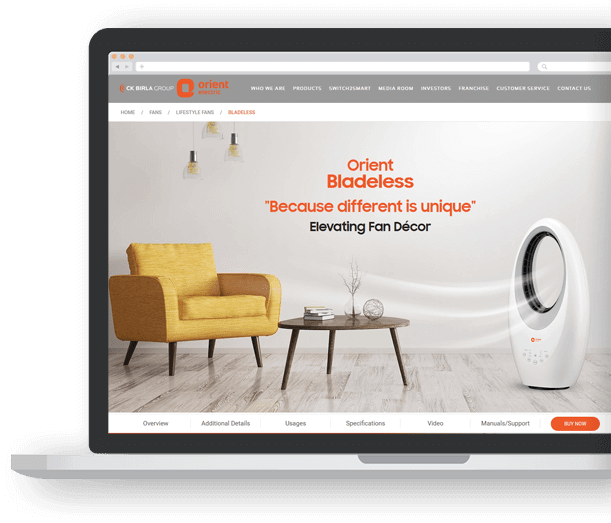 CK BIRLA GROUP
orient
electric
WHO WE ARE PRODUCTS SWITCH2SMART MEDIA ROOM INVESTORS FRANCHISE CUSTOMER SERVICE CONTACT US
HOME / FANS / LIFESTYLE FANS / BLADELESS
Orient
Bladeless
"Because different is unique"
Elevating Fan Décor
Overview Additional Details Usages Specifications Video Manuals/Support BUY NOW